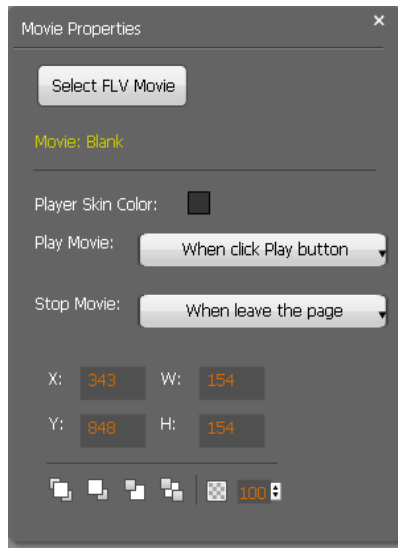 Movie Properties ×
Select FLV Movie
Movie: Blank
Player Skin Color:
Play Movie: When click Play button
Stop Movie: When leave the page
X: 343 W: 154
Y: 848 H: 154
100